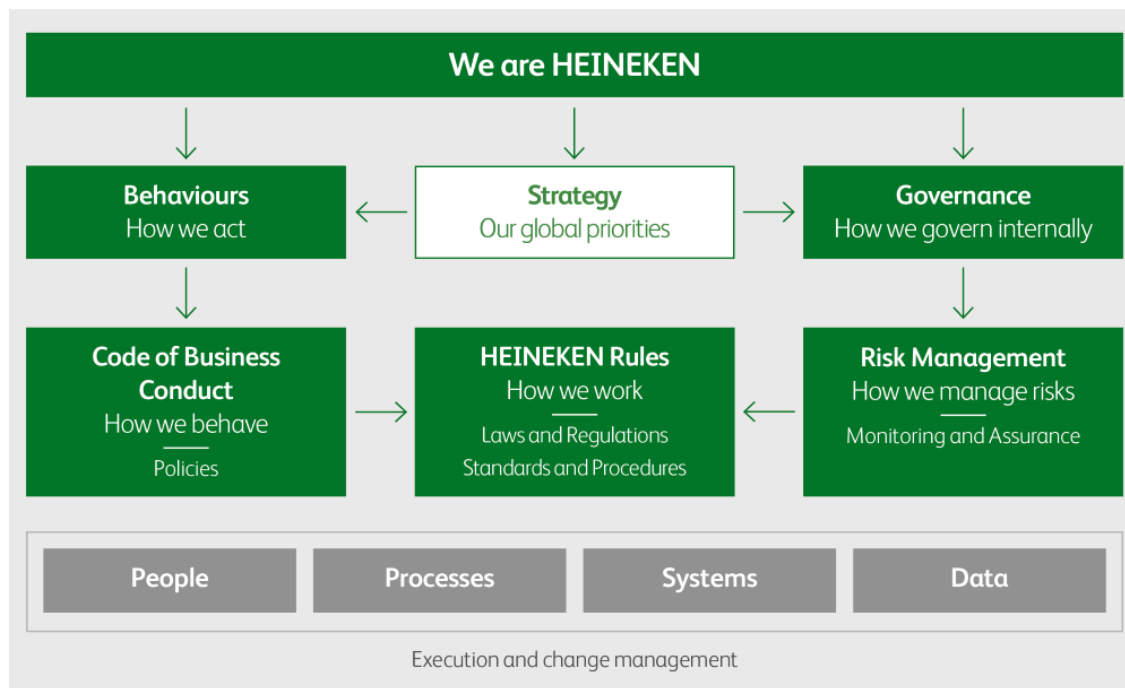 We are HEINEKEN
Behaviours
How we act
Strategy
Our global priorities
Governance
How we govern internally
Code of Business
Conduct
How we behave
Policies
HEINEKEN Rules
How we work
Laws and Regulations
Standards and Procedures
Risk Management
How we manage risks
Monitoring and Assurance
People
Processes
Systems
Data
Execution and change management